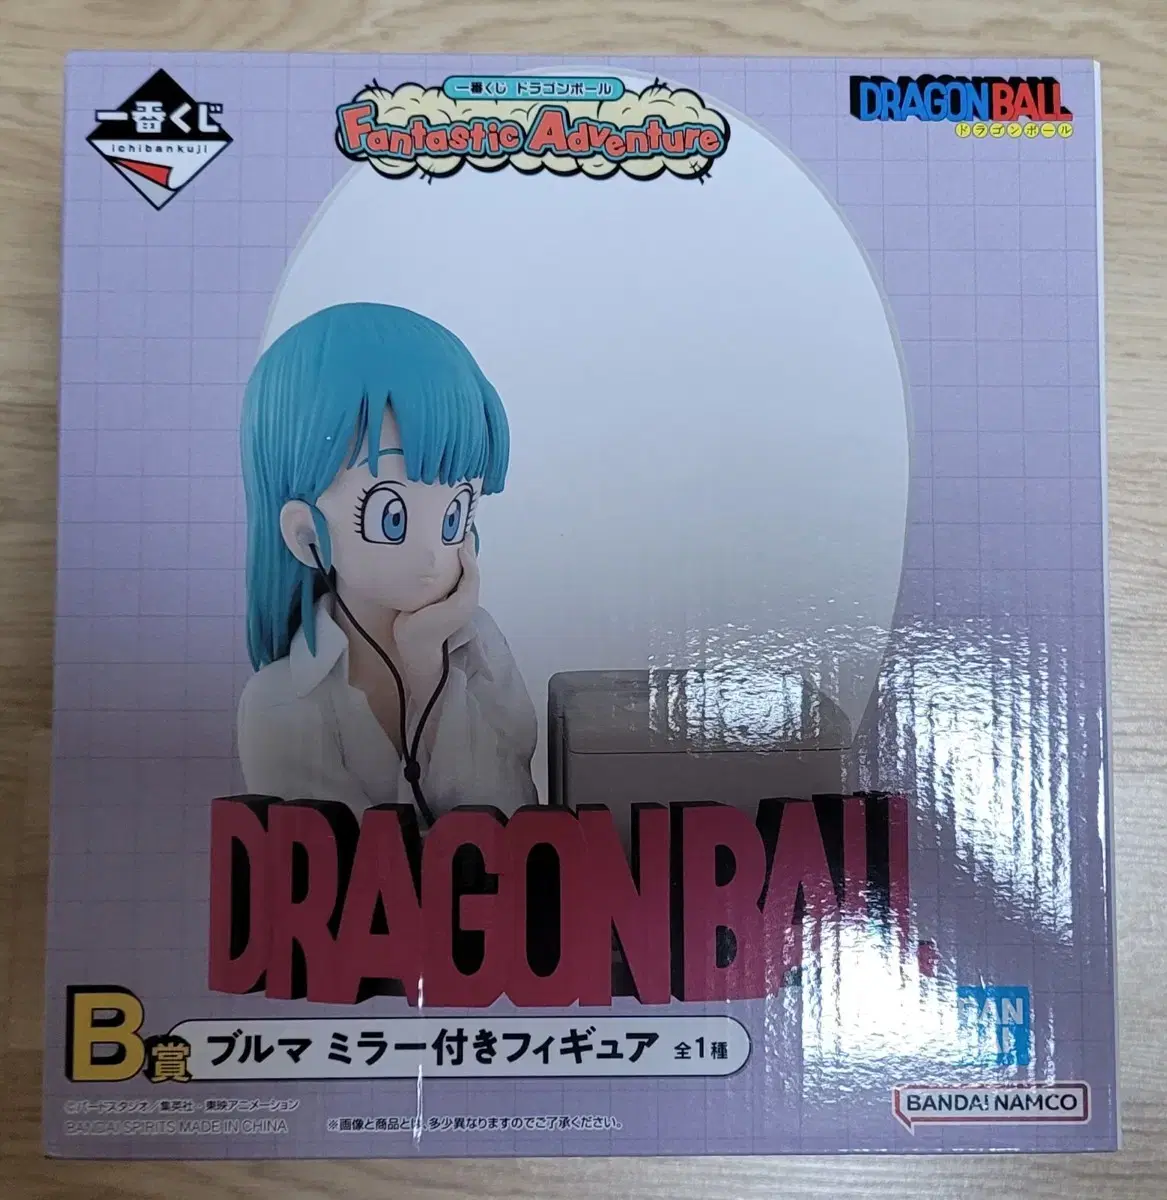 一番くじ
ichibankuji
一番くじ ドラゴンボール
Fantastic Adventure
DRAGON BALL
ドラゴンボール
DRAGON BALL
B賞
ブルマ ミラー付きフィギュア 全1種
©バードスタジオ/集英社・東映アニメーション
BANDAI SPIRITS MADE IN CHINA
※画像と商品とは、多少異なりますのでご了承ください。
BANDAI NAMCO